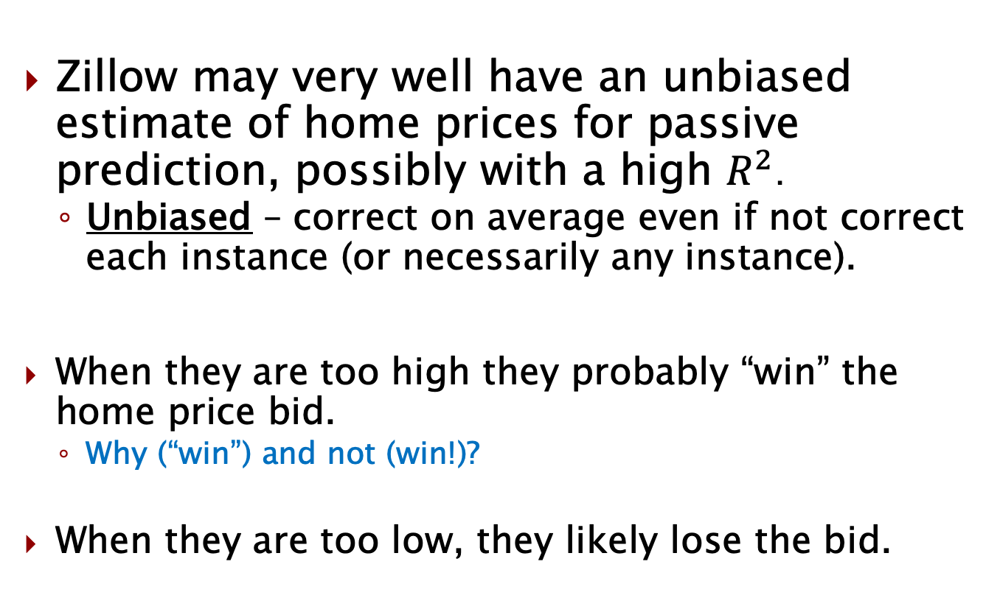 Zillow may very well have an unbiased
estimate of home prices for passive
prediction, possibly with a high R².
Unbiased – correct on average even if not correct
each instance (or necessarily any instance).
When they are too high they probably “win” the
home price bid.
Why (“win”) and not (win!)?
When they are too low, they likely lose the bid.